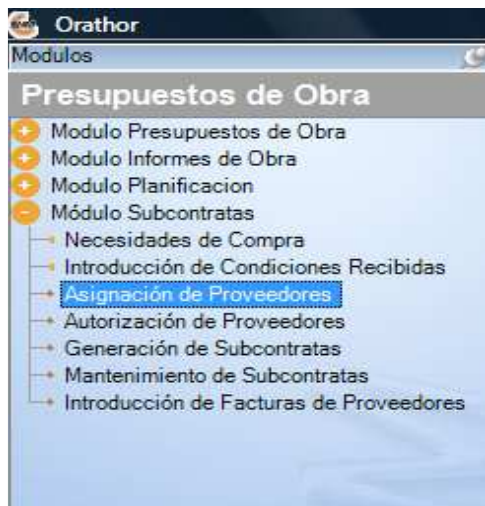 Orathor
Modulos
Presupuestos de Obra
Modulo Presupuestos de Obra
Modulo Informes de Obra
Modulo Planificacion
Módulo Subcontratas
Necesidades de Compra
Introducción de Condiciones Recibidas
Asignación de Proveedores
Autorización de Proveedores
Generación de Subcontratas
Mantenimiento de Subcontratas
Introducción de Facturas de Proveedores